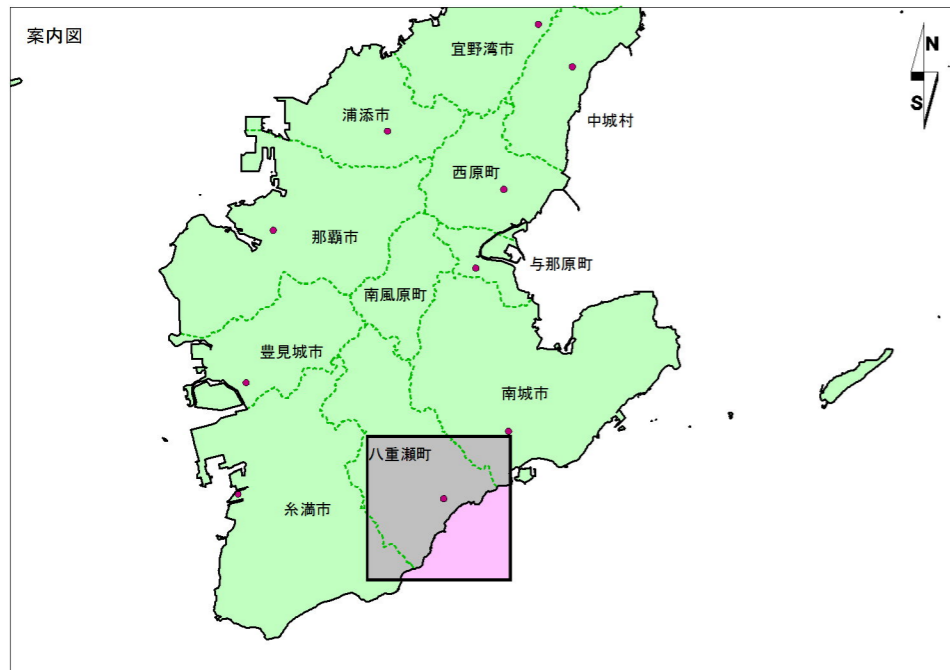 案内図
宜野湾市
N
S
浦添市
中城村
西原町
那覇市
与那原町
南風原町
豊見城市
南城市
八重瀬町
糸満市